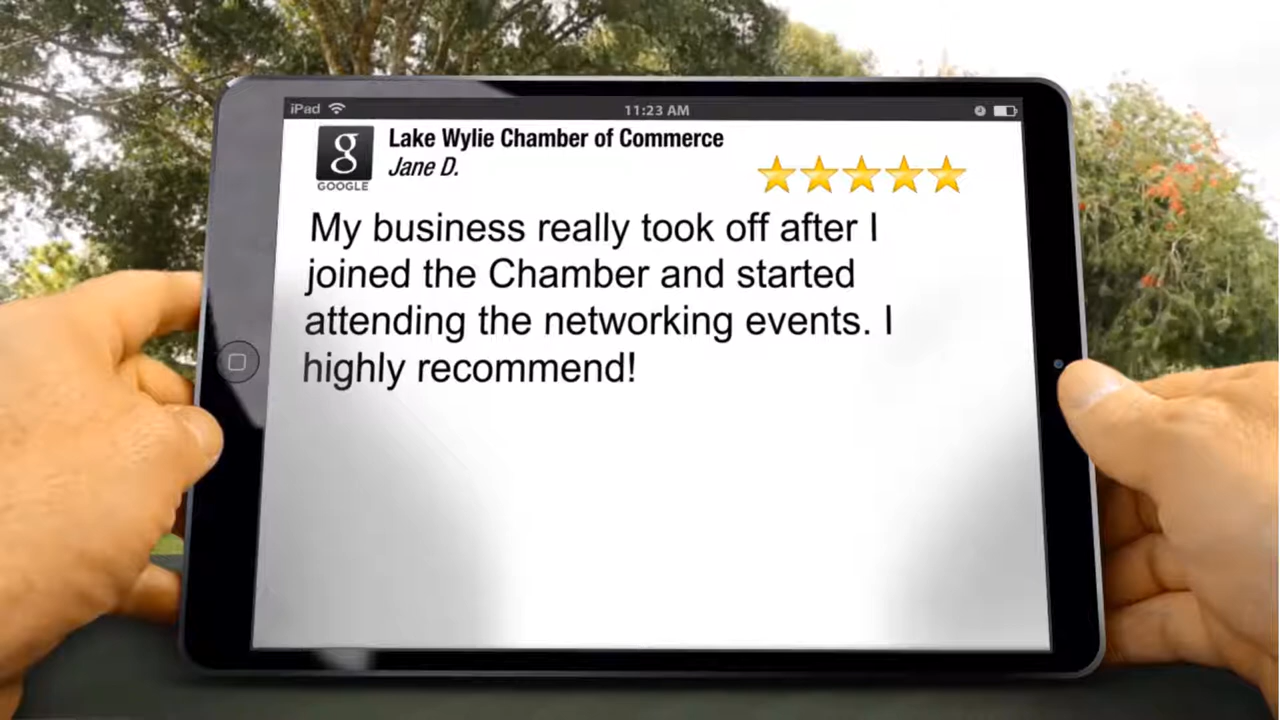 iPad 11:23 AM
g
GOOGLE
Lake Wylie Chamber of Commerce
Jane D.
My business really took off after I
joined the Chamber and started
attending the networking events. I
highly recommend!